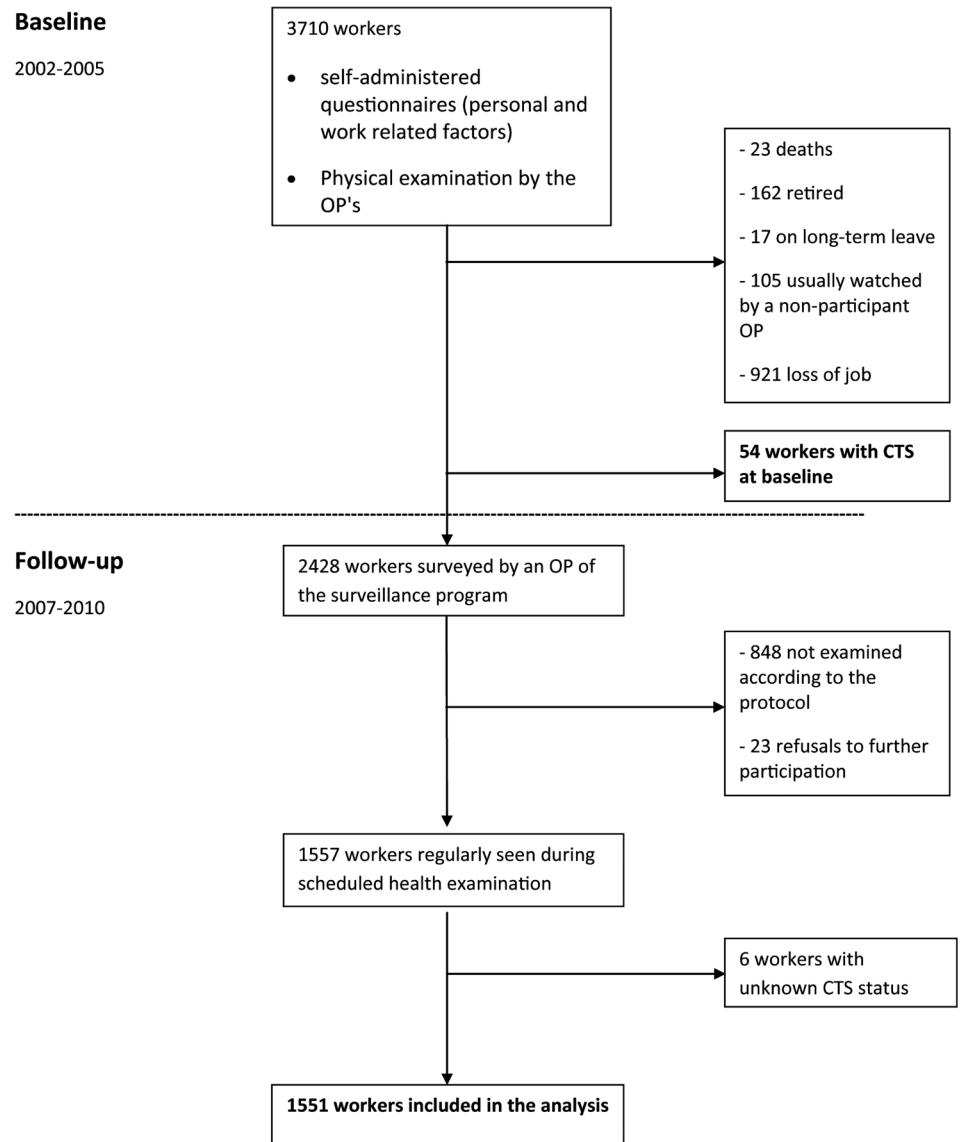 Baseline
2002-2005
3710 workers
• self-administered
questionnaires (personal and
work related factors)
• Physical examination by the
OP's
- 23 deaths
- 162 retired
- 17 on long-term leave
- 105 usually watched
by a non-participant
OP
- 921 loss of job
54 workers with CTS
at baseline
Follow-up
2007-2010
2428 workers surveyed by an OP of
the surveillance program
- 848 not examined
according to the
protocol
- 23 refusals to further
participation
1557 workers regularly seen during
scheduled health examination
6 workers with
unknown CTS status
1551 workers included in the analysis